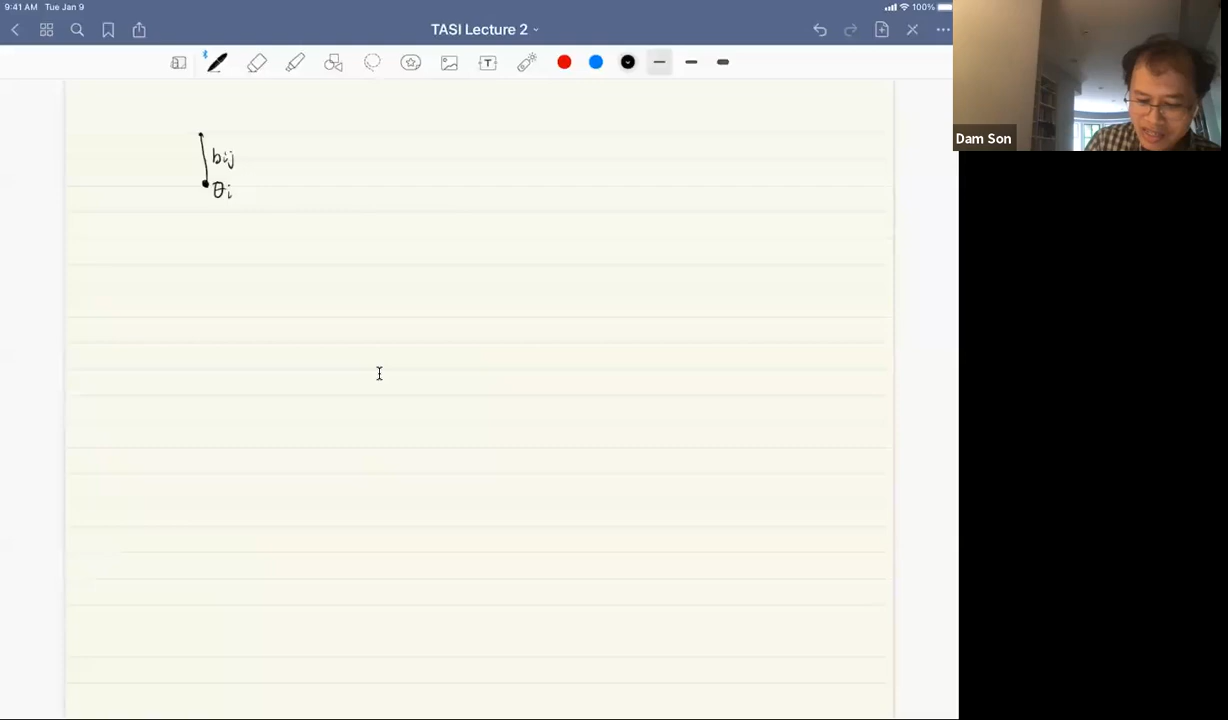 9:41 AM Tue Jan 9
100%
TASI Lecture 2
T
Dam Son
bij
θi